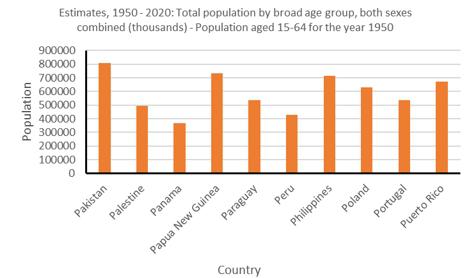 Estimates, 1950 - 2020: Total population by broad age group, both sexes
combined (thousands) - Population aged 15-64 for the year 1950
900000
800000
700000
600000
500000
400000
300000
200000
100000
0
Population
Pakistan
Palestine
Panama
Papua New Guinea
Paraguay
Peru
Philippines
Poland
Portugal
Puerto Rico
Country